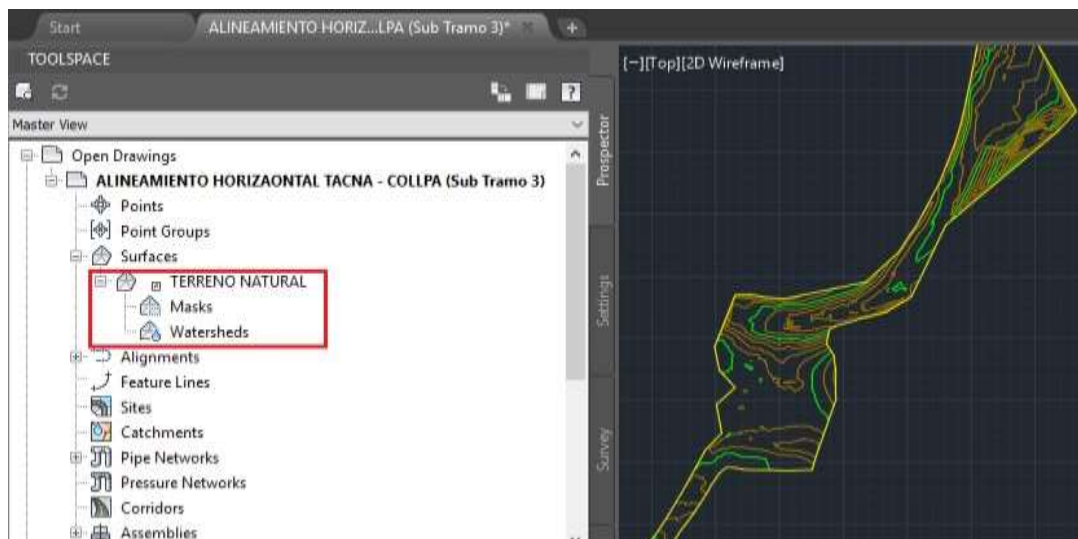 Start
ALINEAMIENTO HORIZ...LPA (Sub Tramo 3)*
TOOLSPACE
[−][Top][2D Wireframe]
?
Master View
Prospector
Open Drawings
ALINEAMIENTO HORIZAONTAL TACNA - COLLPA (Sub Tramo 3)
Points
Point Groups
Surfaces
TERRENO NATURAL
Masks
Settings
Watersheds
Alignments
Feature Lines
Sites
Catchments
Survey
Pipe Networks
Pressure Networks
Corridors
Assemblies